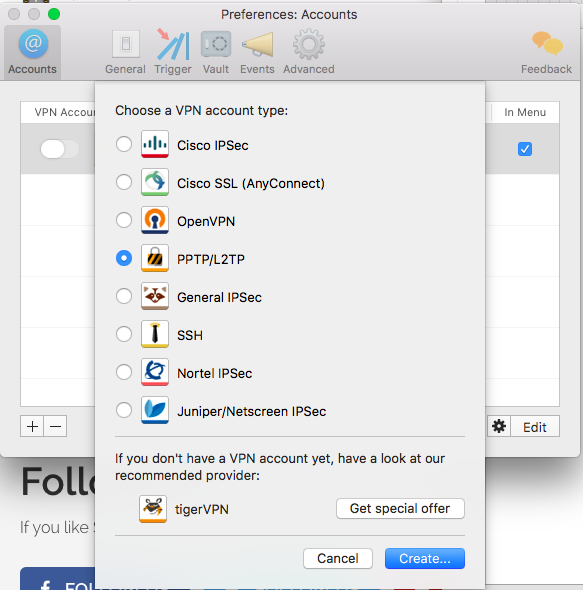 Preferences: Accounts
Accounts General Trigger Vault Events Advanced Feedback
VPN Accou In Menu
Choose a VPN account type:
Cisco IPSec
Cisco SSL (AnyConnect)
OpenVPN
PPTP/L2TP
General IPSec
SSH
Nortel IPSec
Juniper/Netscreen IPSec
Edit
If you don't have a VPN account yet, have a look at our
recommended provider:
tigerVPN Get special offer
Cancel Create...
Follo
If you like